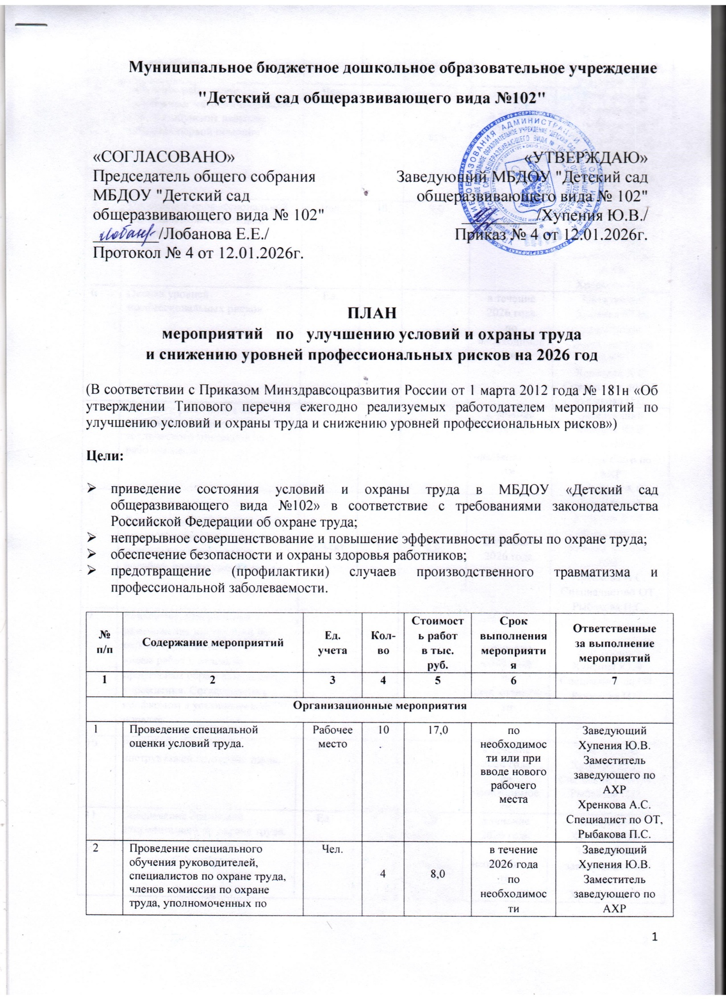 Муниципальное бюджетное дошкольное образовательное учреждение
"Детский сад общеразвивающего вида №102"
«СОГЛАСОВАНО»
Председатель общего собрания
МБДОУ "Детский сад
общеразвивающего вида № 102"
__________/Лобанова Е.Е./
Протокол № 4 от 12.01.2026г.
«УТВЕРЖДАЮ»
Заведующий МБДОУ "Детский сад
общеразвивающего вида № 102"
__________/Хупения Ю.В./
Приказ № 4 от 12.01.2026г.
ПЛАН
мероприятий по улучшению условий и охраны труда
и снижению уровней профессиональных рисков на 2026 год
(В соответствии с Приказом Минздравсоцразвития России от 1 марта 2012 года № 181н «Об
утверждении Типового перечня ежегодно реализуемых работодателем мероприятий по
улучшению условий и охраны труда и снижению уровней профессиональных рисков»)
Цели:
➢ приведение состояния условий и охраны труда в МБДОУ «Детский сад
общеразвивающего вида №102» в соответствие с требованиями законодательства
Российской Федерации об охране труда;
➢ непрерывное совершенствование и повышение эффективности работы по охране труда;
➢ обеспечение безопасности и охраны здоровья работников;
➢ предотвращение (профилактики) случаев производственного травматизма и
профессиональной заболеваемости.
№
п/п
Содержание мероприятий
Ед.
учета
Кол-
во
Стоимост
ь работ
в тыс.
руб.
Срок
выполнения
мероприяти
я
Ответственные
за выполнение
мероприятий
1 2 3 4 5 6 7
Организационные мероприятия
1
Проведение специальной
оценки условий труда.
Рабочее
место
10
.
17,0
по
необходимос
ти или при
вводе нового
рабочего
места
Заведующий
Хупения Ю.В.
Заместитель
заведующего по
АХР
Хренкова А.С.
Специалист по ОТ,
Рыбакова П.С.
2
Проведение специального
обучения руководителей,
специалистов по охране труда,
членов комиссии по охране
труда, уполномоченных по
Чел.
4
8,0
в течение
2026 года
по
необходимос
ти
Заведующий
Хупения Ю.В.
Заместитель
заведующего по
АХР
1